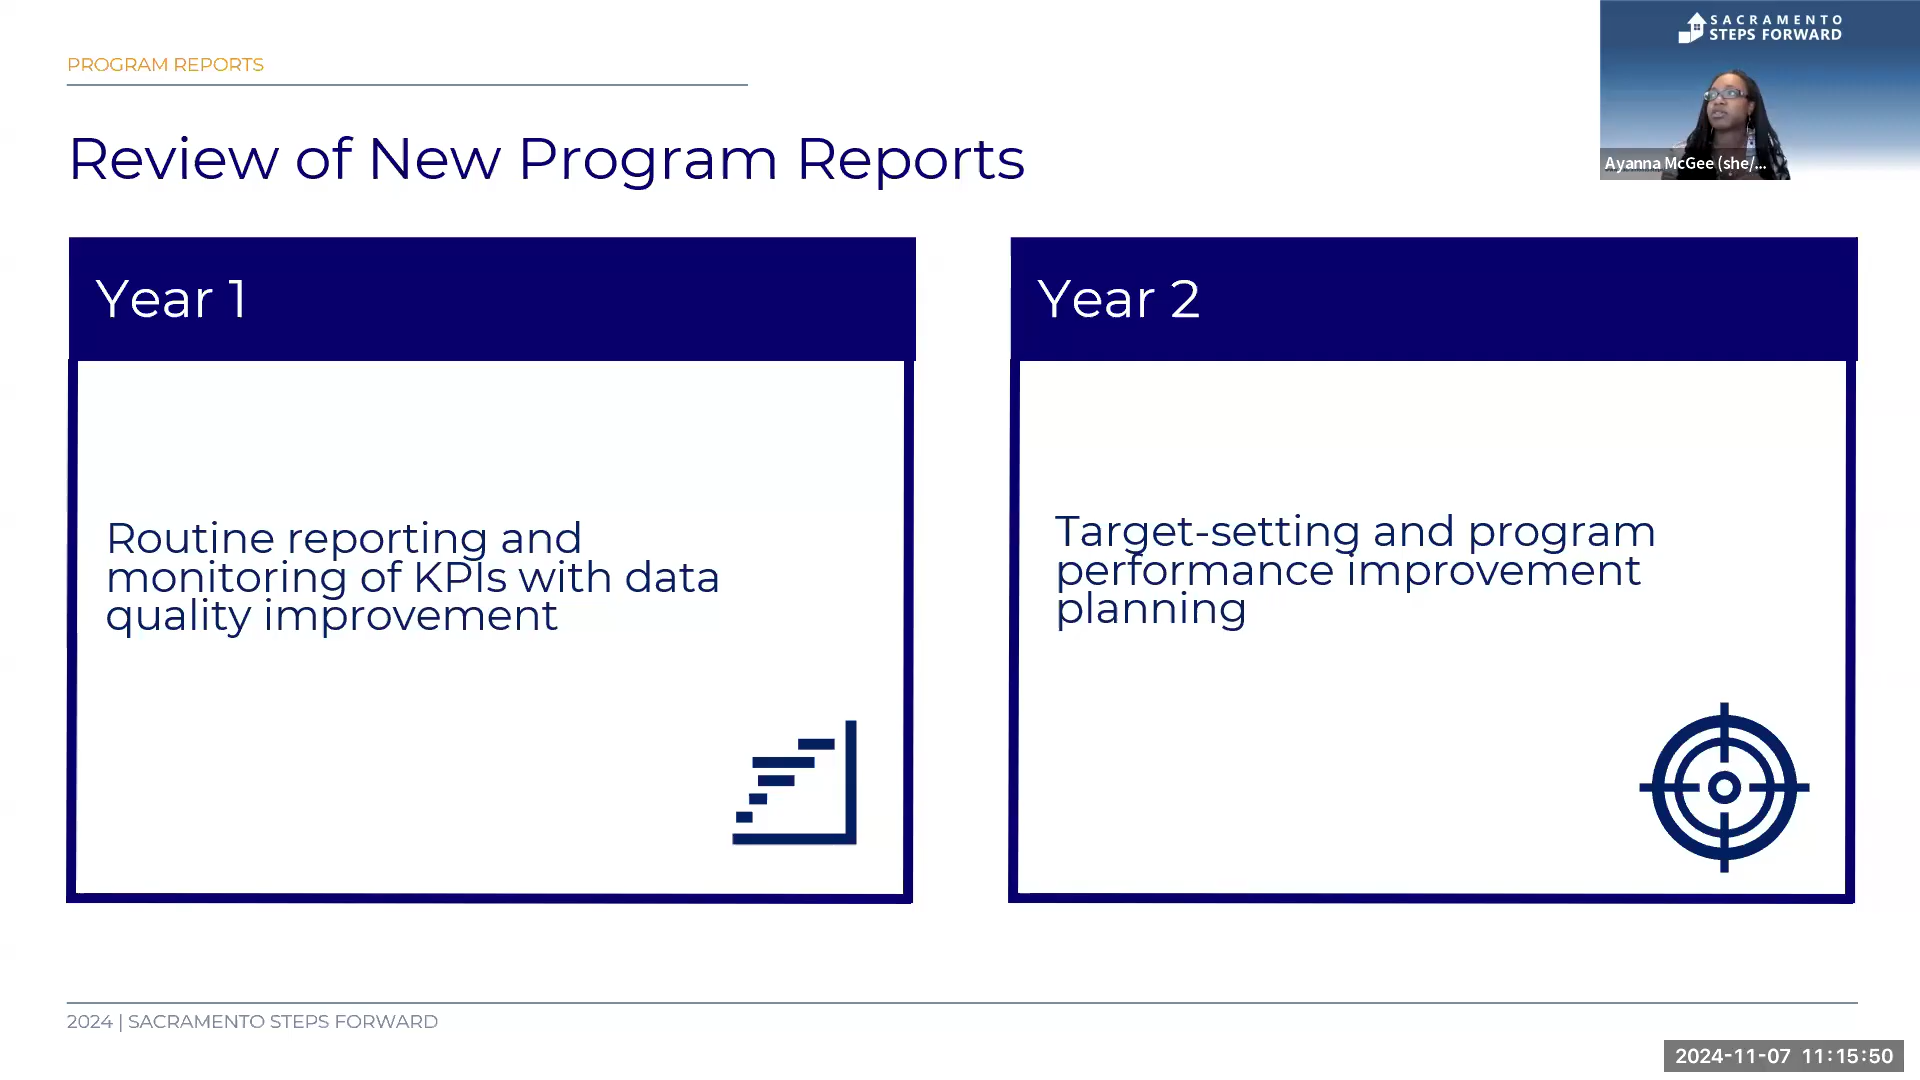 PROGRAM REPORTS
SACRAMENTO
STEPS FORWARD
Ayanna McGee (she/...
Review of New Program Reports
Year 1
Routine reporting and
monitoring of KPIs with data
quality improvement
Year 2
Target-setting and program
performance improvement
planning
2024 | SACRAMENTO STEPS FORWARD
2024-11-07 11:15:50